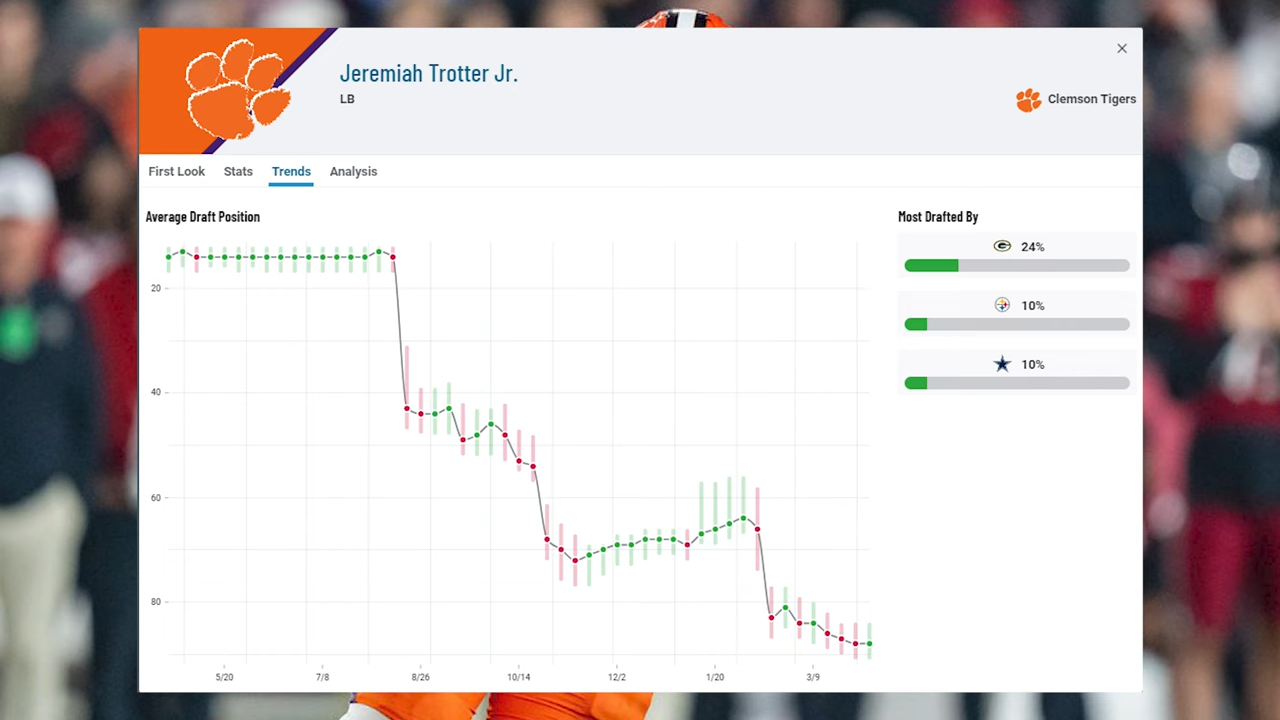 Jeremiah Trotter Jr.
LB
Clemson Tigers
First Look Stats Trends Analysis
Average Draft Position
20
40
60
80
5/20 7/8 8/26 10/14 12/2 1/20 3/9
Most Drafted By
G 24%
Steelers 10%
10%